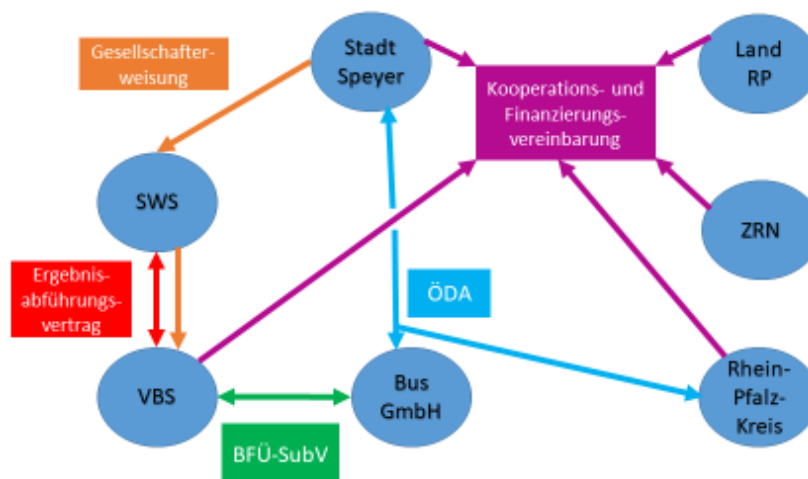 Gesellschafter-
weisung
Stadt
Speyer
Land
RP
Kooperations- und
Finanzierungs-
vereinbarung
SWS
ZRN
Ergebnis-
abführungs-
vertrag
ÖDA
VBS
Bus
GmbH
Rhein-
Pfalz-
Kreis
BFÜ-SubV